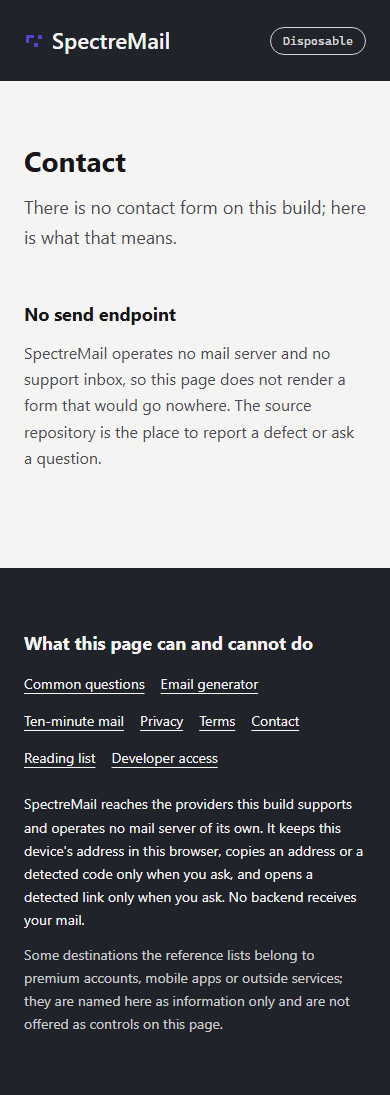 SpectreMail
Disposable
Contact
There is no contact form on this build; here
is what that means.
No send endpoint
SpectreMail operates no mail server and no
support inbox, so this page does not render a
form that would go nowhere. The source
repository is the place to report a defect or ask
a question.
What this page can and cannot do
Common questions Email generator
Ten-minute mail Privacy Terms Contact
Reading list Developer access
SpectreMail reaches the providers this build supports
and operates no mail server of its own. It keeps this
device's address in this browser, copies an address or a
detected code only when you ask, and opens a
detected link only when you ask. No backend receives
your mail.
Some destinations the reference lists belong to
premium accounts, mobile apps or outside services;
they are named here as information only and are not
offered as controls on this page.